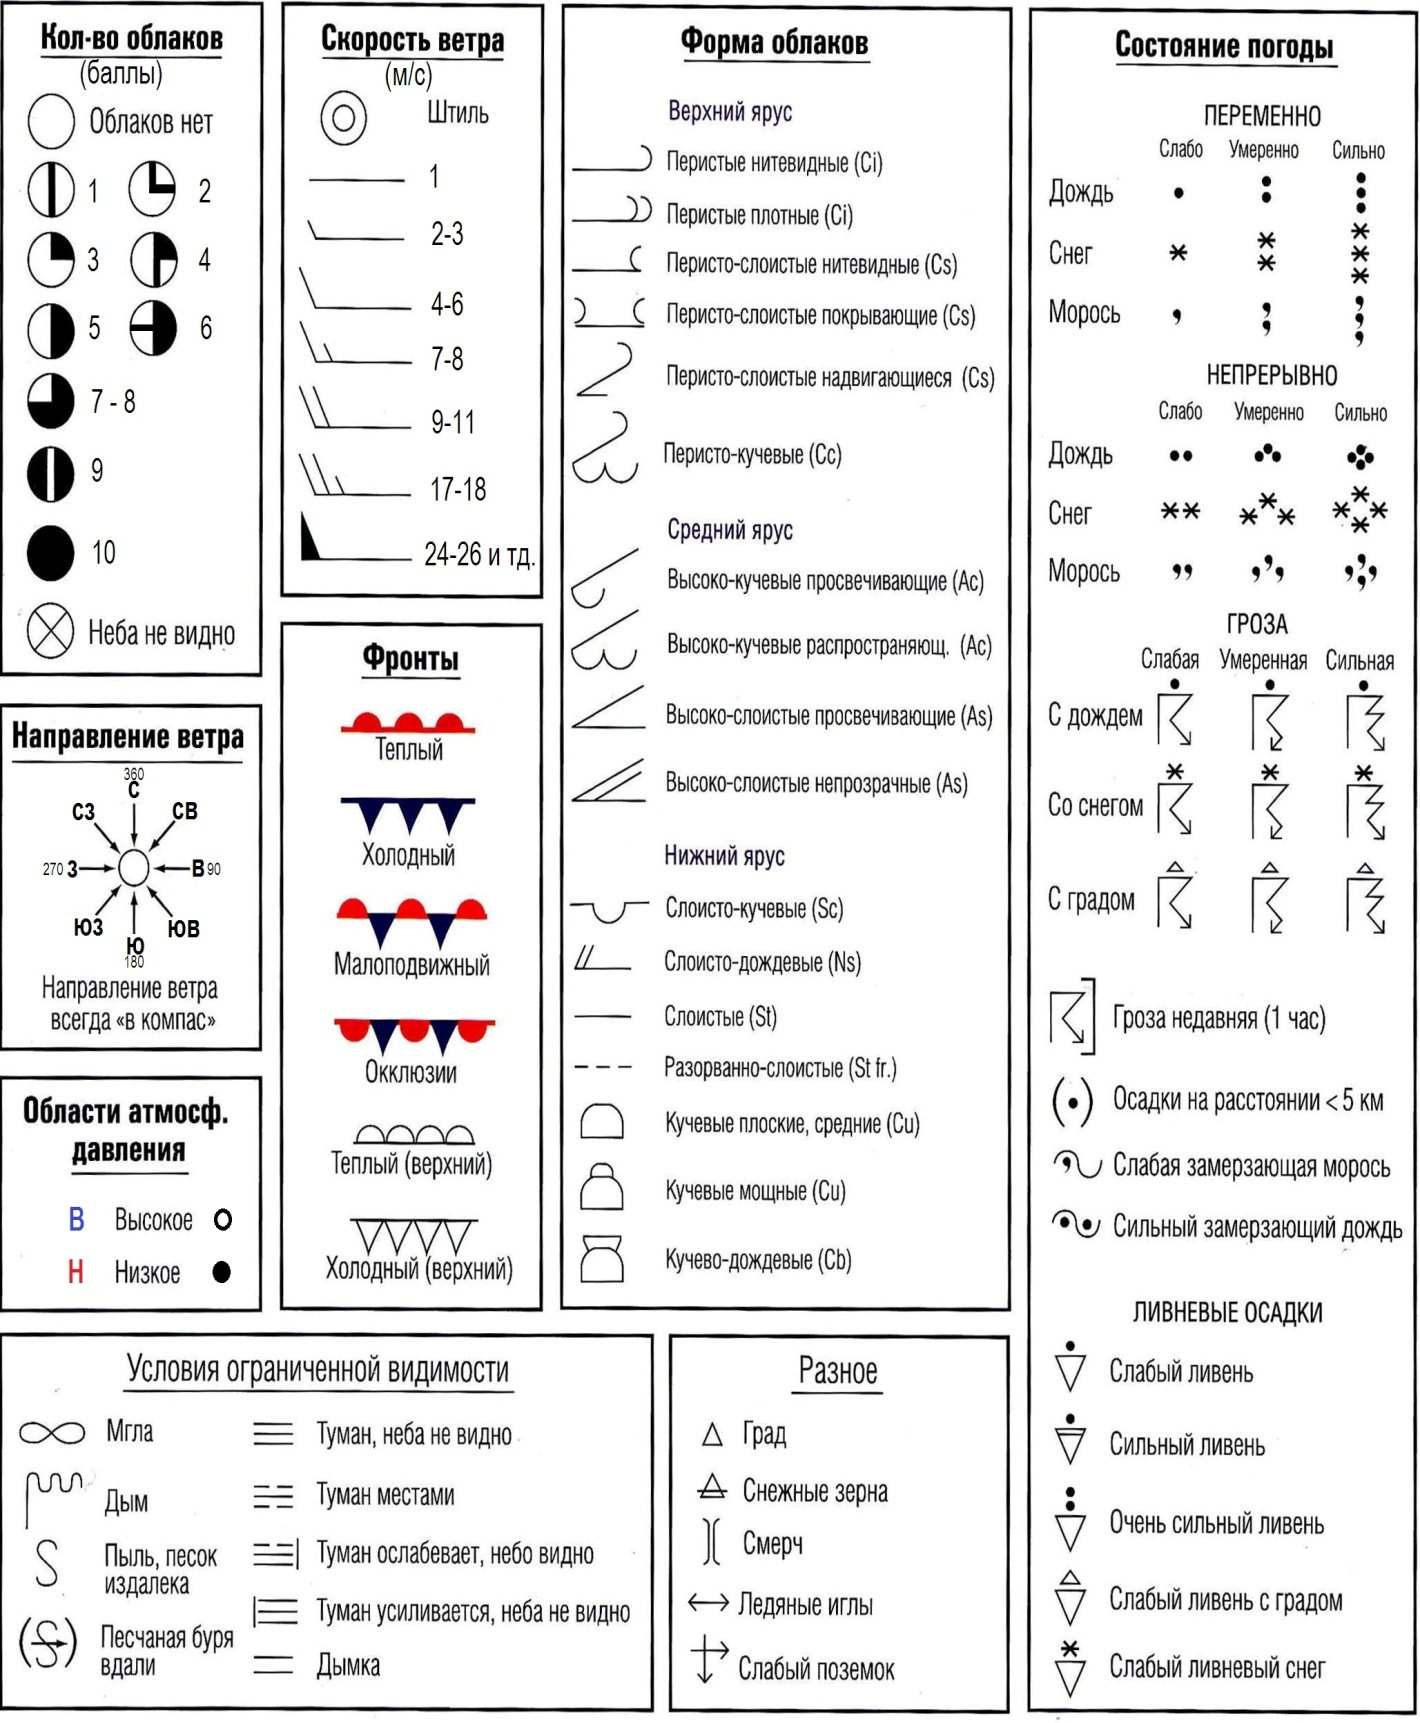 Кол-во облаков
(баллы)
Облаков нет
1 2
3 4
5 6
7 - 8
9
10
Неба не видно
Направление ветра
360
С
СЗ СВ
270 З В 90
ЮЗ ЮВ
Ю
180
Направление ветра
всегда «в компас»
Области атмосф.
давления
В Высокое
Н Низкое
Скорость ветра
(м/с)
Штиль
1
2-3
4-6
7-8
9-11
17-18
24-26 и тд.
Фронты
Теплый
Холодный
Малоподвижный
Окклюзии
Теплый (верхний)
Холодный (верхний)
Форма облаков
Верхний ярус
Перистые нитевидные (Ci)
Перистые плотные (Ci)
Перисто-слоистые нитевидные (Cs)
Перисто-слоистые покрывающие (Cs)
Перисто-слоистые надвигающиеся (Cs)
Перисто-кучевые (Cc)
Средний ярус
Высоко-кучевые просвечивающие (Ac)
Высоко-кучевые распространяющ. (Ac)
Высоко-слоистые просвечивающие (As)
Высоко-слоистые непрозрачные (As)
Нижний ярус
Слоисто-кучевые (Sc)
Слоисто-дождевые (Ns)
Слоистые (St)
Разорванно-слоистые (St fr.)
Кучевые плоские, средние (Cu)
Кучевые мощные (Cu)
Кучево-дождевые (Cb)
Состояние погоды
ПЕРЕМЕННО
Слабо Умеренно Сильно
Дождь
Снег
Морось
НЕПРЕРЫВНО
Слабо Умеренно Сильно
Дождь
Снег
Морось
ГРОЗА
Слабая Умеренная Сильная
С дождем
Со снегом
С градом
Гроза недавняя (1 час)
Осадки на расстоянии < 5 км
Слабая замерзающая морось
Сильный замерзающий дождь
ЛИВНЕВЫЕ ОСАДКИ
Слабый ливень
Сильный ливень
Очень сильный ливень
Слабый ливень с градом
Слабый ливневый снег
Условия ограниченной видимости
Мгла
Дым
Пыль, песок
издалека
Песчаная буря
вдали
Туман, неба не видно
Туман местами
Туман ослабевает, небо видно
Туман усиливается, неба не видно
Дымка
Разное
Град
Снежные зерна
Смерч
Ледяные иглы
Слабый поземок